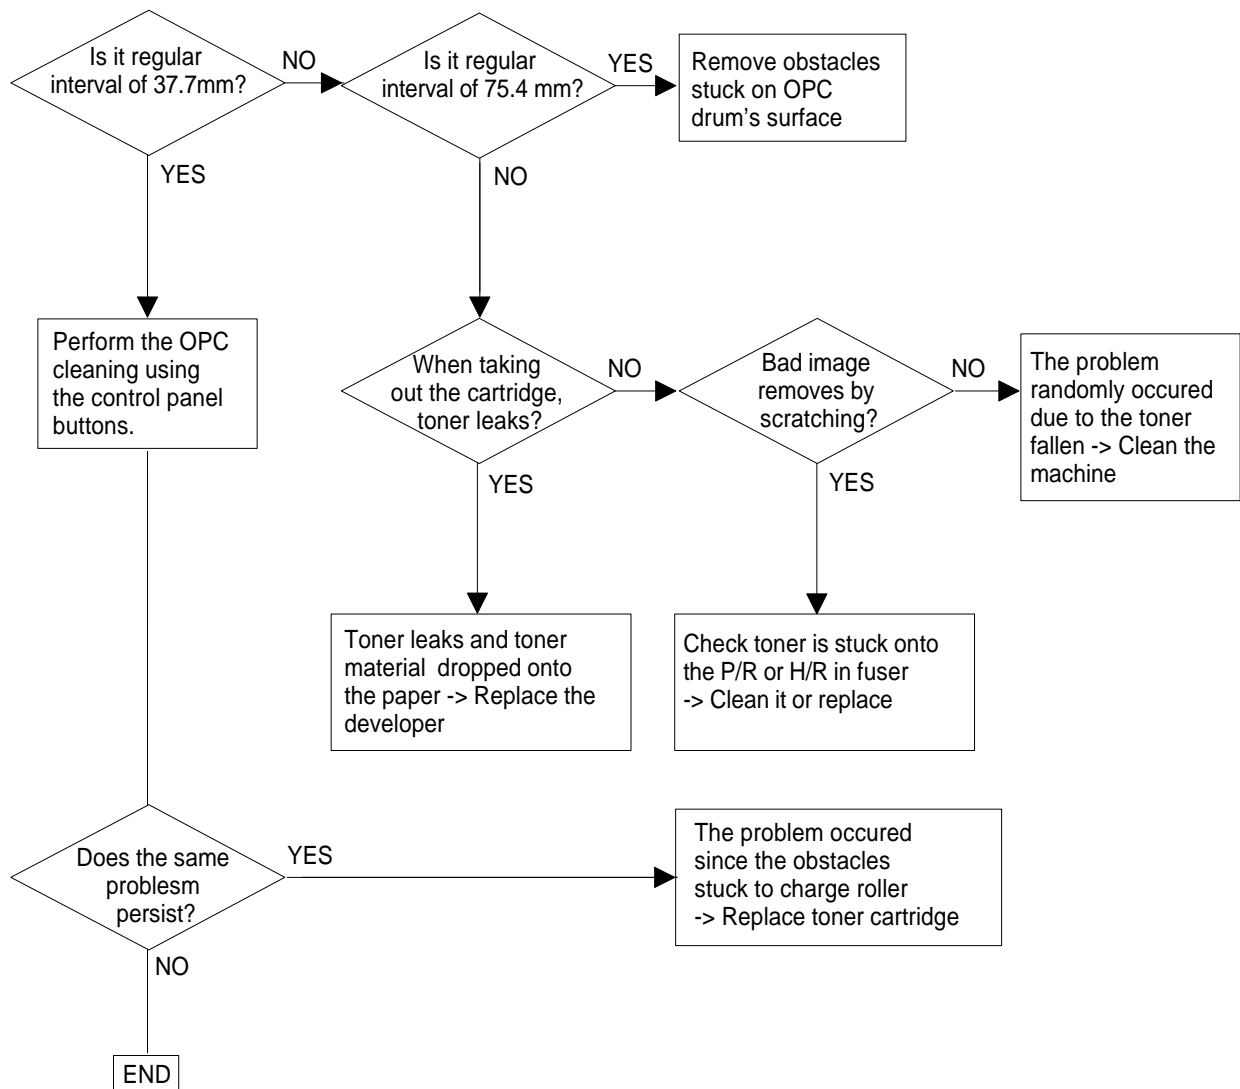 Is it regular
interval of 37.7mm?
NO
Is it regular
interval of 75.4 mm?
YES
Remove obstacles
stuck on OPC
drum's surface
YES
NO
Perform the OPC
cleaning using
the control panel
buttons.
When taking
out the cartridge,
toner leaks?
NO
Bad image
removes by
scratching?
NO
The problem
randomly occured
due to the toner
fallen -> Clean the
machine
YES
YES
Toner leaks and toner
material dropped onto
the paper -> Replace the
developer
Check toner is stuck onto
the P/R or H/R in fuser
-> Clean it or replace
Does the same
problesm
persist?
YES
The problem occured
since the obstacles
stuck to charge roller
-> Replace toner cartridge
NO
END